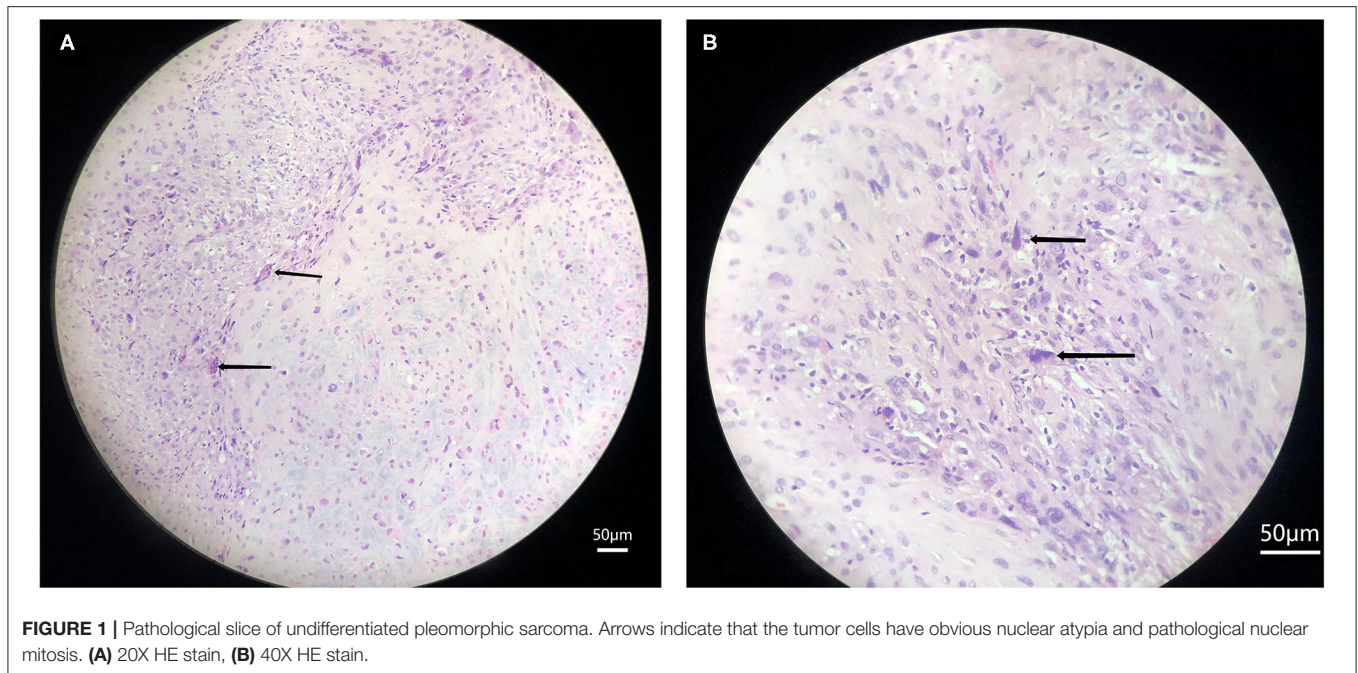 A
B
50µm
50µm
FIGURE 1 | Pathological slice of undifferentiated pleomorphic sarcoma. Arrows indicate that the tumor cells have obvious nuclear atypia and pathological nuclear
mitosis. (A) 20X HE stain, (B) 40X HE stain.